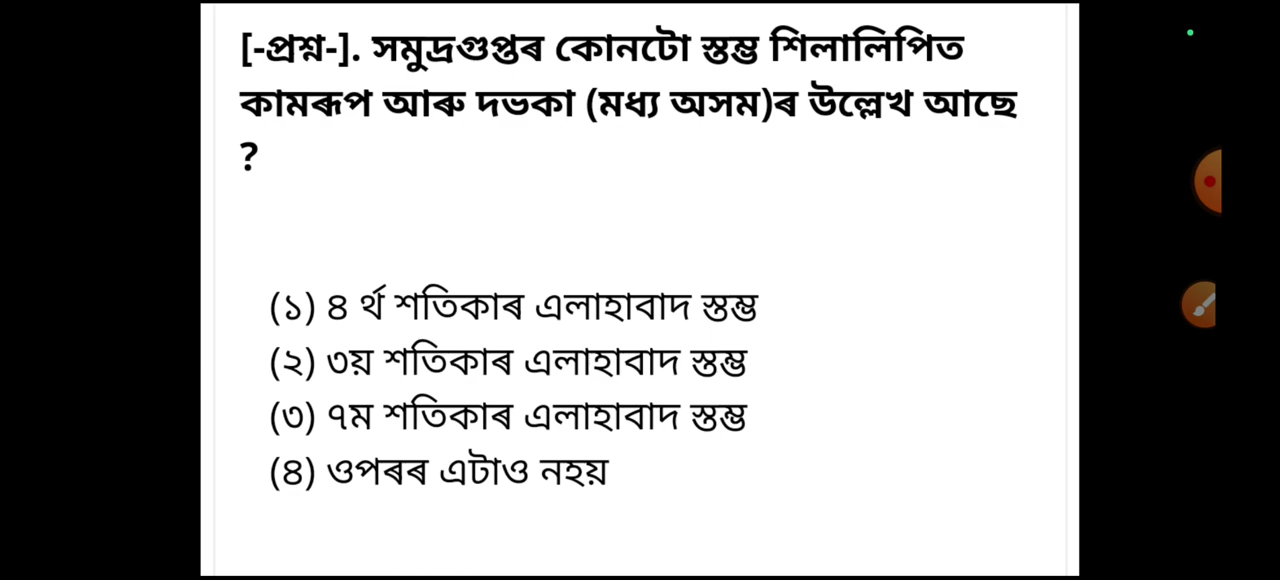 [-প্ৰশ্ন-]. সমুদ্ৰগুপ্তৰ কোনটো স্তম্ভ শিলালিপিত
কামৰূপ আৰু দভকা (মধ্য অসম)ৰ উল্লেখ আছে
?
(১) ৪ ৰ্থ শতিকাৰ এলাহাবাদ স্তম্ভ
(২) ৩য় শতিকাৰ এলাহাবাদ স্তম্ভ
(৩) ৭ম শতিকাৰ এলাহাবাদ স্তম্ভ
(৪) ওপৰৰ এটাও নহয়